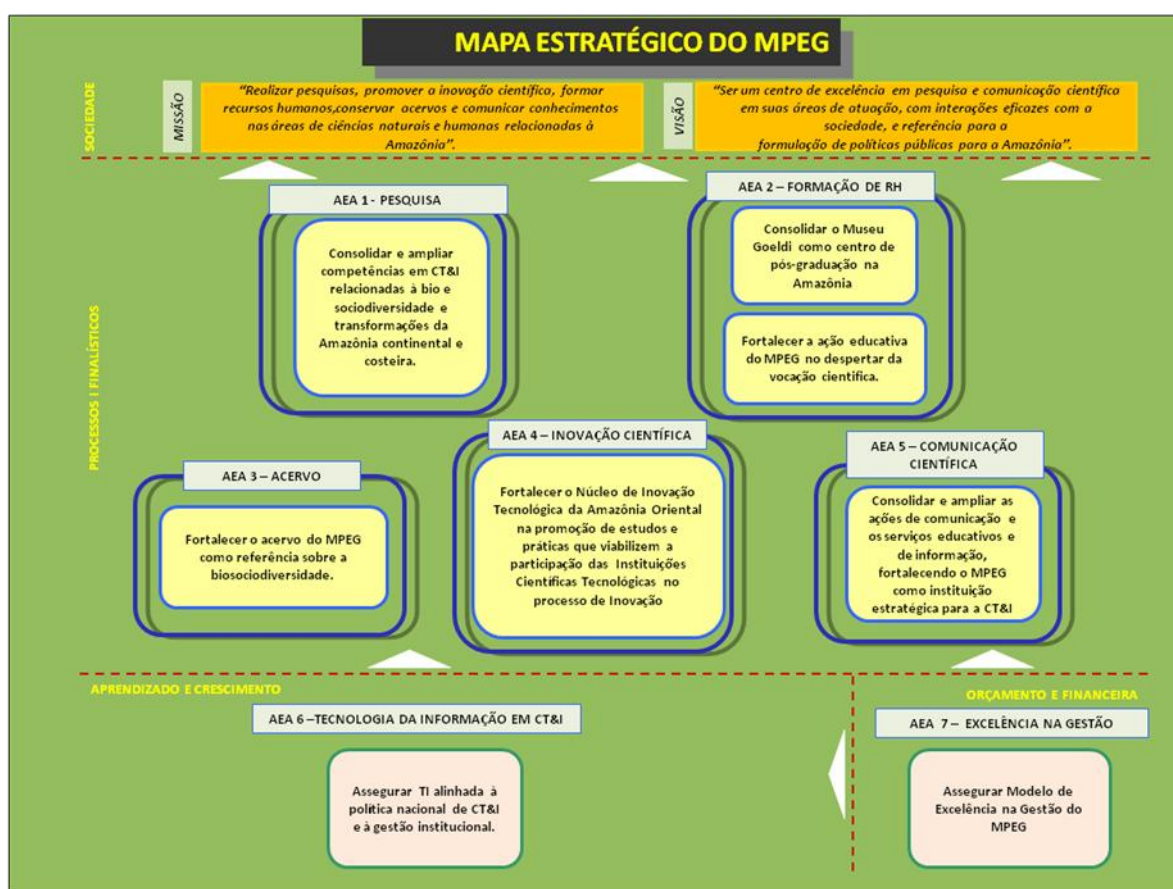 MAPA ESTRATÉGICO DO MPEG
SOCIEDADE
MISSÃO
“Realizar pesquisas, promover a inovação científica, formar
recursos humanos,conservar acervos e comunicar conhecimentos
nas áreas de ciências naturais e humanas relacionadas à
Amazônia”.
VISÃO
“Ser um centro de excelência em pesquisa e comunicação científica
em suas áreas de atuação, com interações eficazes com a
sociedade, e referência para a
formulação de políticas públicas para a Amazônia”.
PROCESSOS I FINALÍSTICOS
AEA 1 - PESQUISA
Consolidar e ampliar
competências em CT&I
relacionadas à bio e
sociodiversidade e
transformações da
Amazônia continental e
costeira.
AEA 2 – FORMAÇÃO DE RH
Consolidar o Museu
Goeldi como centro de
pós-graduação na
Amazônia
Fortalecer a ação educativa
do MPEG no despertar da
vocação científica.
AEA 3 – ACERVO
Fortalecer o acervo do MPEG
como referência sobre a
biosociodiversidade.
AEA 4 – INOVAÇÃO CIENTÍFICA
Fortalecer o Núcleo de Inovação
Tecnológica da Amazônia Oriental
na promoção de estudos e
práticas que viabilizem a
participação das Instituições
Científicas Tecnológicas no
processo de Inovação
AEA 5 – COMUNICAÇÃO
CIENTÍFICA
Consolidar e ampliar as
ações de comunicação e
os serviços educativos e
de informação,
fortalecendo o MPEG
como instituição
estratégica para a CT&I
APRENDIZADO E CRESCIMENTO
AEA 6 –TECNOLOGIA DA INFORMAÇÃO EM CT&I
Assegurar TI alinhada à
política nacional de CT&I
e à gestão institucional.
ORÇAMENTO E FINANCEIRA
AEA 7 – EXCELÊNCIA NA GESTÃO
Assegurar Modelo de
Excelência na Gestão do
MPEG